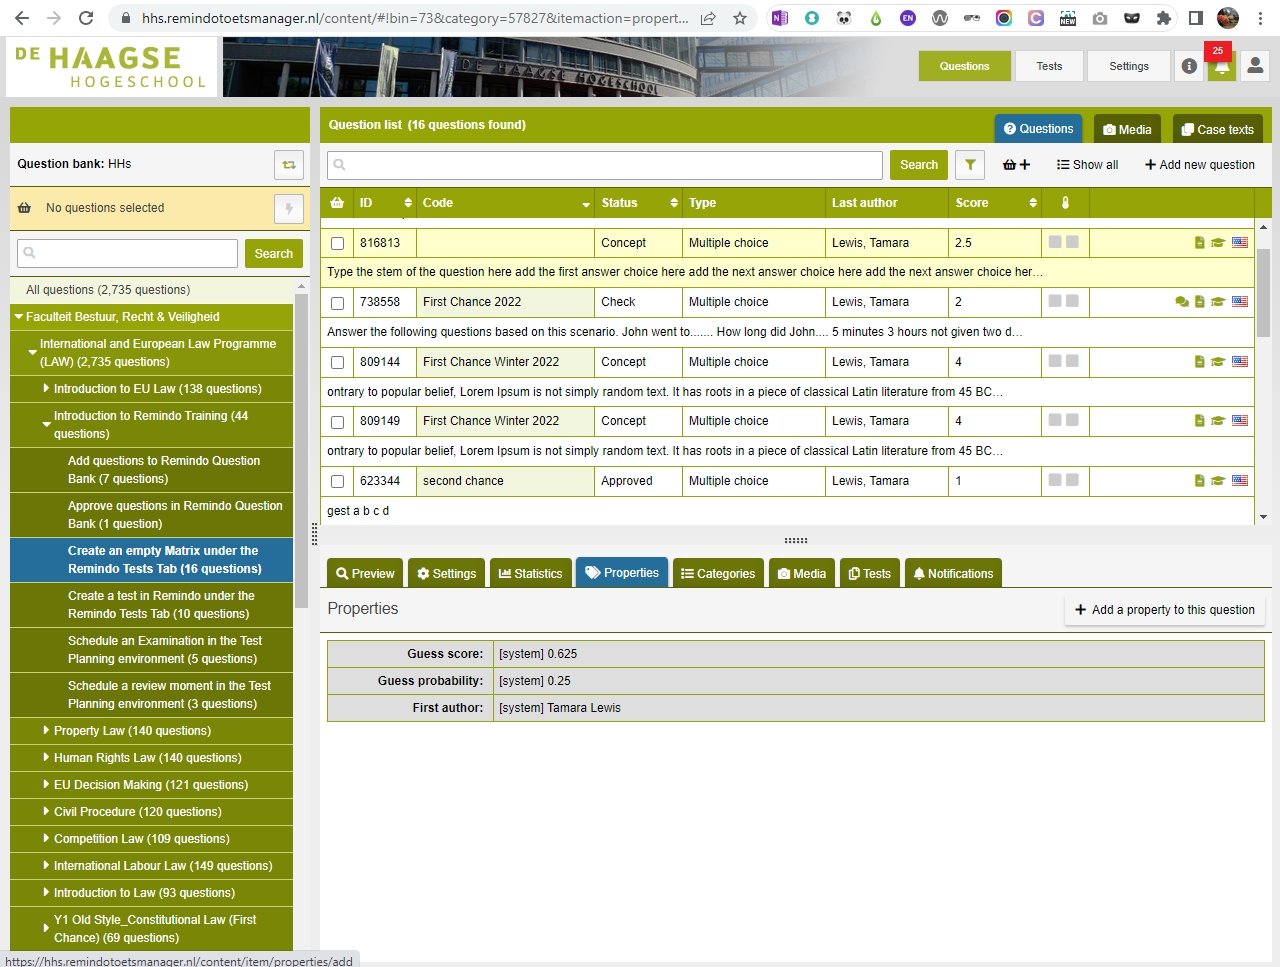 hhs.remindotoetsmanager.nl/content/#!bin=73&category=57827&itemaction=propert...
DE HAAGSE
HOGESCHOOL
DE HAAGSE HOGESCHOOL
Questions
Tests
Settings
25
Question bank: HHs
No questions selected
Search
All questions (2,735 questions)
Faculteit Bestuur, Recht & Veiligheid
International and European Law Programme
(LAW) (2,735 questions)
Introduction to EU Law (138 questions)
Introduction to Remindo Training (44
questions)
Add questions to Remindo Question
Bank (7 questions)
Approve questions in Remindo Question
Bank (1 question)
Create an empty Matrix under the
Remindo Tests Tab (16 questions)
Create a test in Remindo under the
Remindo Tests Tab (10 questions)
Schedule an Examination in the Test
Planning environment (5 questions)
Schedule a review moment in the Test
Planning environment (3 questions)
Property Law (140 questions)
Human Rights Law (140 questions)
EU Decision Making (121 questions)
Civil Procedure (120 questions)
Competition Law (109 questions)
International Labour Law (149 questions)
Introduction to Law (93 questions)
Y1 Old Style_Constitutional Law (First
Chance) (69 questions)
https://hhs.remindotoetsmanager.nl/content/item/properties/add
Question list (16 questions found)
Questions
Media
Case texts
Search
Show all
Add new question
ID Code Status Type Last author Score
816813 Concept Multiple choice Lewis, Tamara 2.5
Type the stem of the question here add the first answer choice here add the next answer choice here add the next answer choice her...
738558 First Chance 2022 Check Multiple choice Lewis, Tamara 2
Answer the following questions based on this scenario. John went to....... How long did John.... 5 minutes 3 hours not given two d...
809144 First Chance Winter 2022 Concept Multiple choice Lewis, Tamara 4
ontrary to popular belief, Lorem Ipsum is not simply random text. It has roots in a piece of classical Latin literature from 45 BC...
809149 First Chance Winter 2022 Concept Multiple choice Lewis, Tamara 4
ontrary to popular belief, Lorem Ipsum is not simply random text. It has roots in a piece of classical Latin literature from 45 BC...
623344 second chance Approved Multiple choice Lewis, Tamara 1
gest a b c d
Preview
Settings
Statistics
Properties
Categories
Media
Tests
Notifications
Properties
Add a property to this question
Guess score: [system] 0.625
Guess probability: [system] 0.25
First author: [system] Tamara Lewis